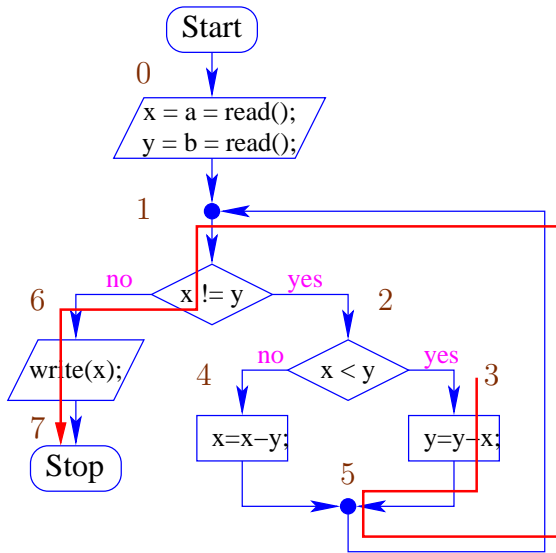 Start
0
x = a = read();
y = b = read();
1
no
x != y
yes
6
2
write(x);
no
x < y
yes
4
3
7
x=x−y;
y=y−x;
Stop
5